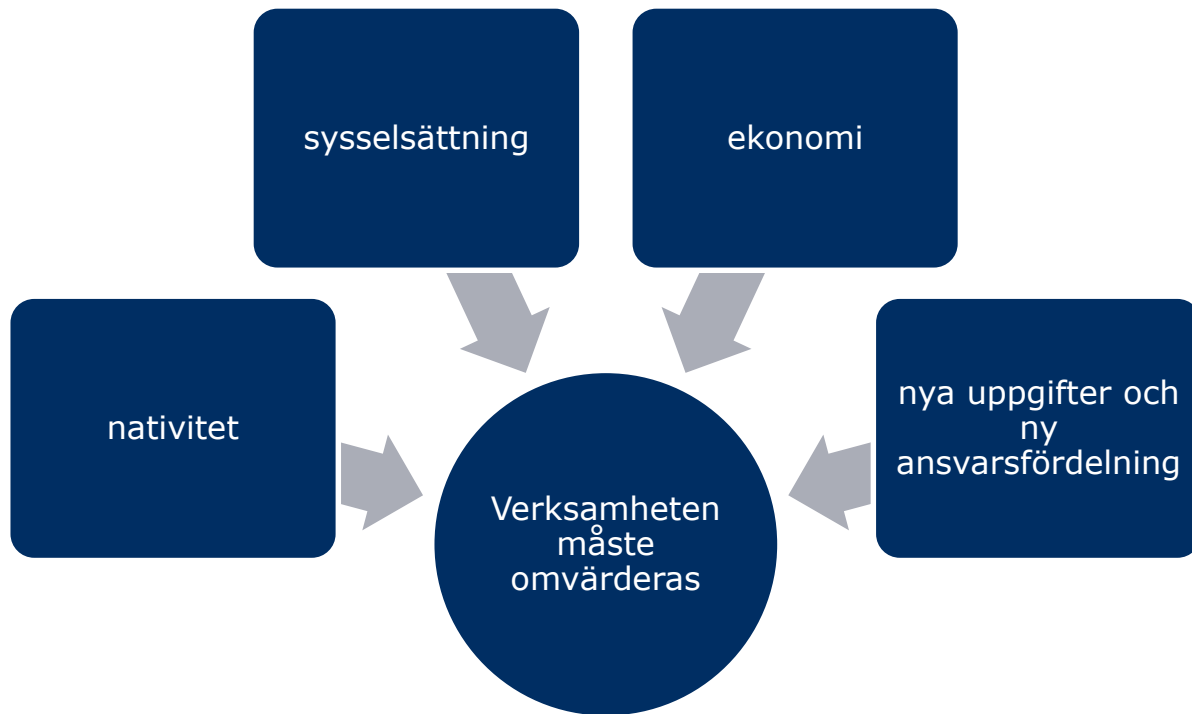 sysselsättning
ekonomi
nativitet
nya uppgifter och
ny
ansvarsfördelning
Verksamheten
måste
omvärderas